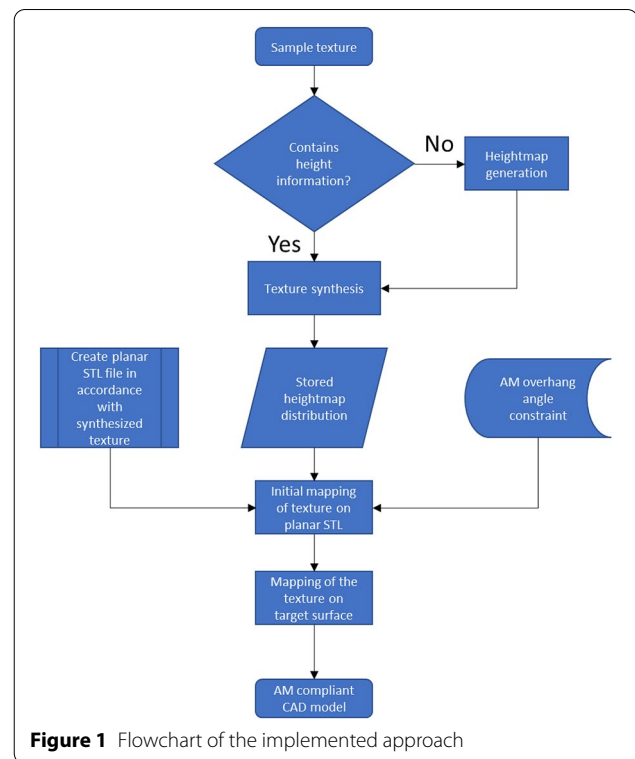 Sample texture
Contains
height
information?
No
Heightmap
generation
Yes
Texture synthesis
Create planar
STL file in
accordance
with
synthesized
texture
Stored
heightmap
distribution
AM overhang
angle
constraint
Initial mapping
of texture on
planar STL
Mapping of the
texture on
target surface
AM compliant
CAD model
Figure 1 Flowchart of the implemented approach